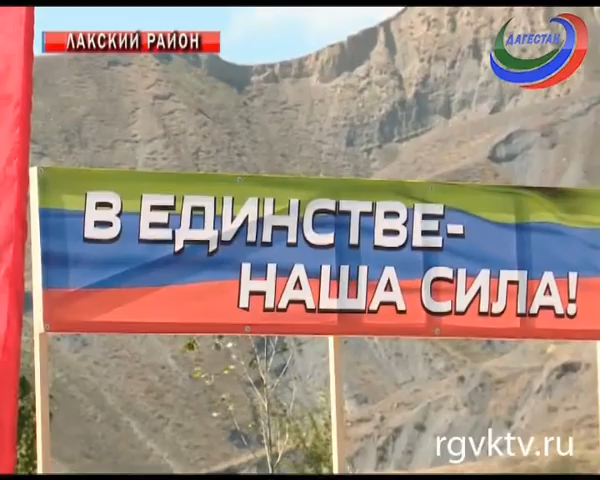 ЛАКСКИЙ РАЙОН
ДАГЕСТАН
В ЕДИНСТВЕ-
НАША СИЛА!
rgvktv.ru